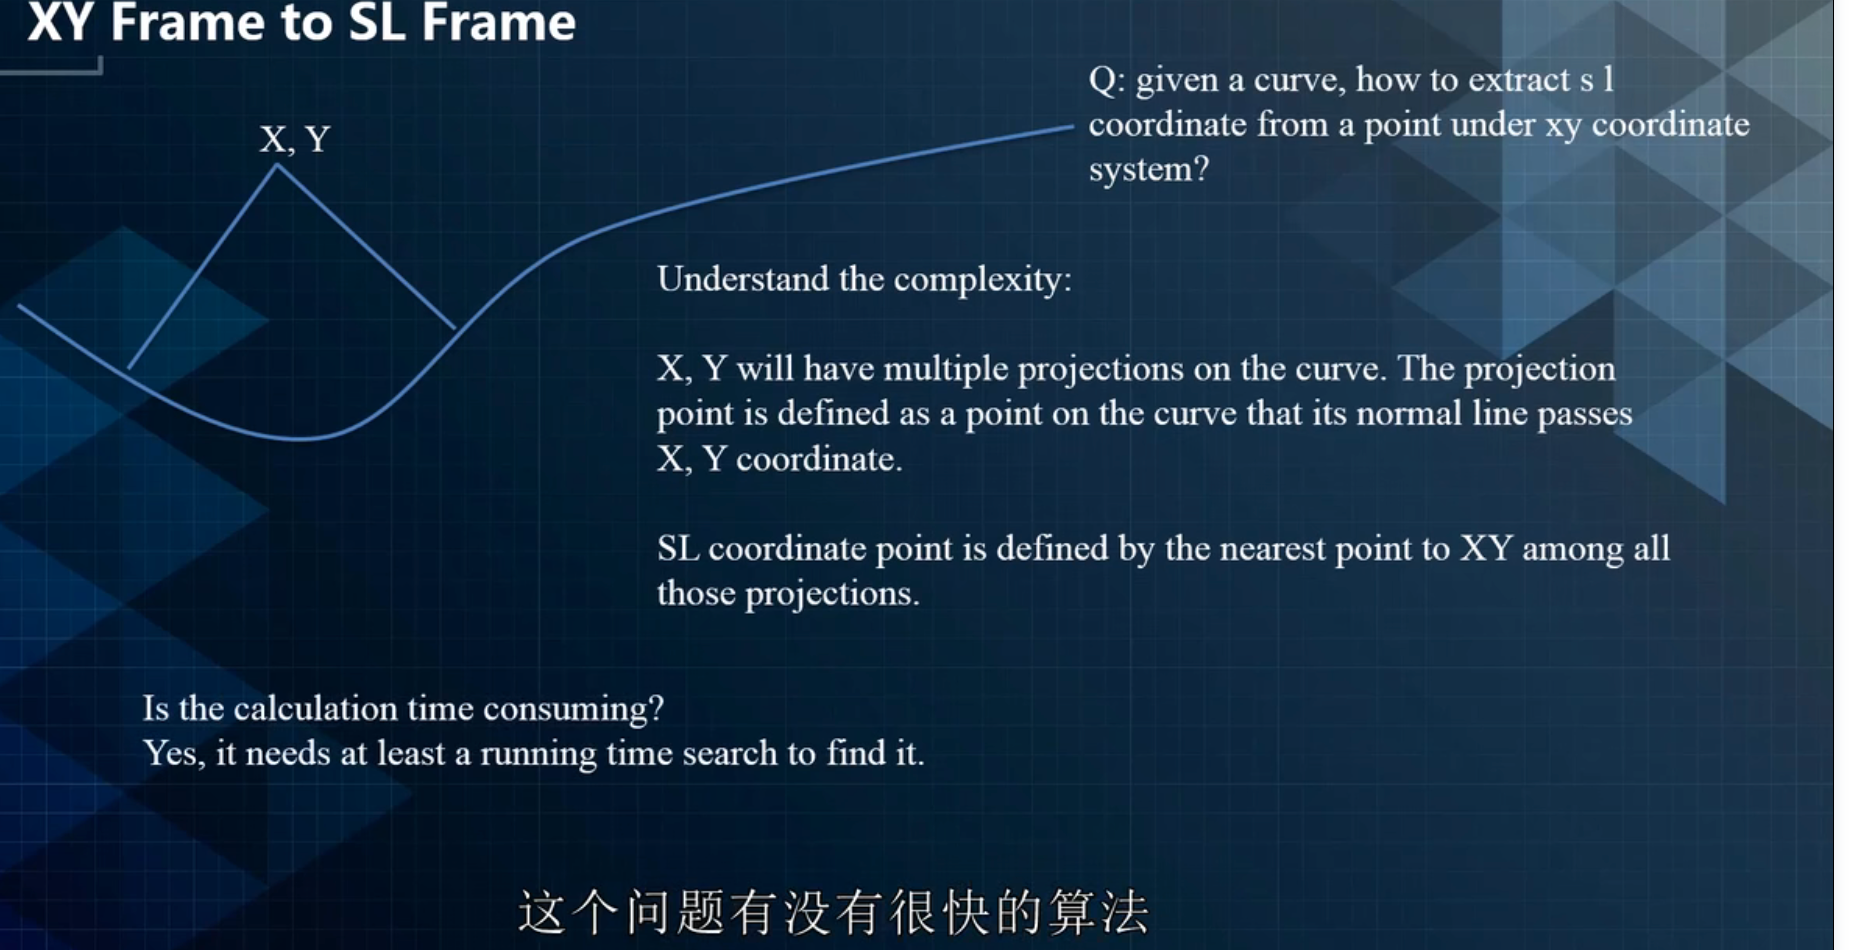 XY Frame to SL Frame
Q: given a curve, how to extract s l
coordinate from a point under xy coordinate
system?
X, Y
Understand the complexity:
X, Y will have multiple projections on the curve. The projection
point is defined as a point on the curve that its normal line passes
X, Y coordinate.
SL coordinate point is defined by the nearest point to XY among all
those projections.
Is the calculation time consuming?
Yes, it needs at least a running time search to find it.
这个问题有没有很快的算法